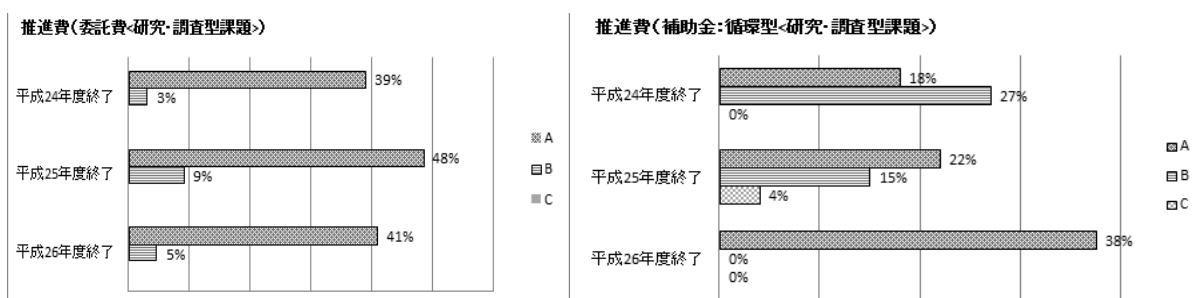 推進費（委託費<研究・調査型課題>）
平成24年度終了
39%
3%
平成25年度終了
48%
9%
平成26年度終了
41%
5%
A
B
C
推進費（補助金：循環型<研究・調査型課題>）
平成24年度終了
18%
27%
0%
平成25年度終了
22%
15%
4%
平成26年度終了
38%
0%
0%
A
B
C